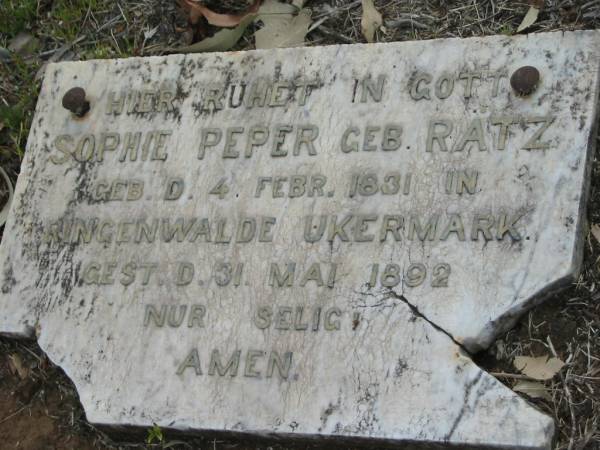 HIER RUHET IN GOTT
SOPHIE PEPER GEB. RATZ
GEB. D. 4. FEBR. 1831 IN
RINGENWALDE UKERMARK.
GEST. D. 31. MAI 1892
NUR SELIG!
AMEN.